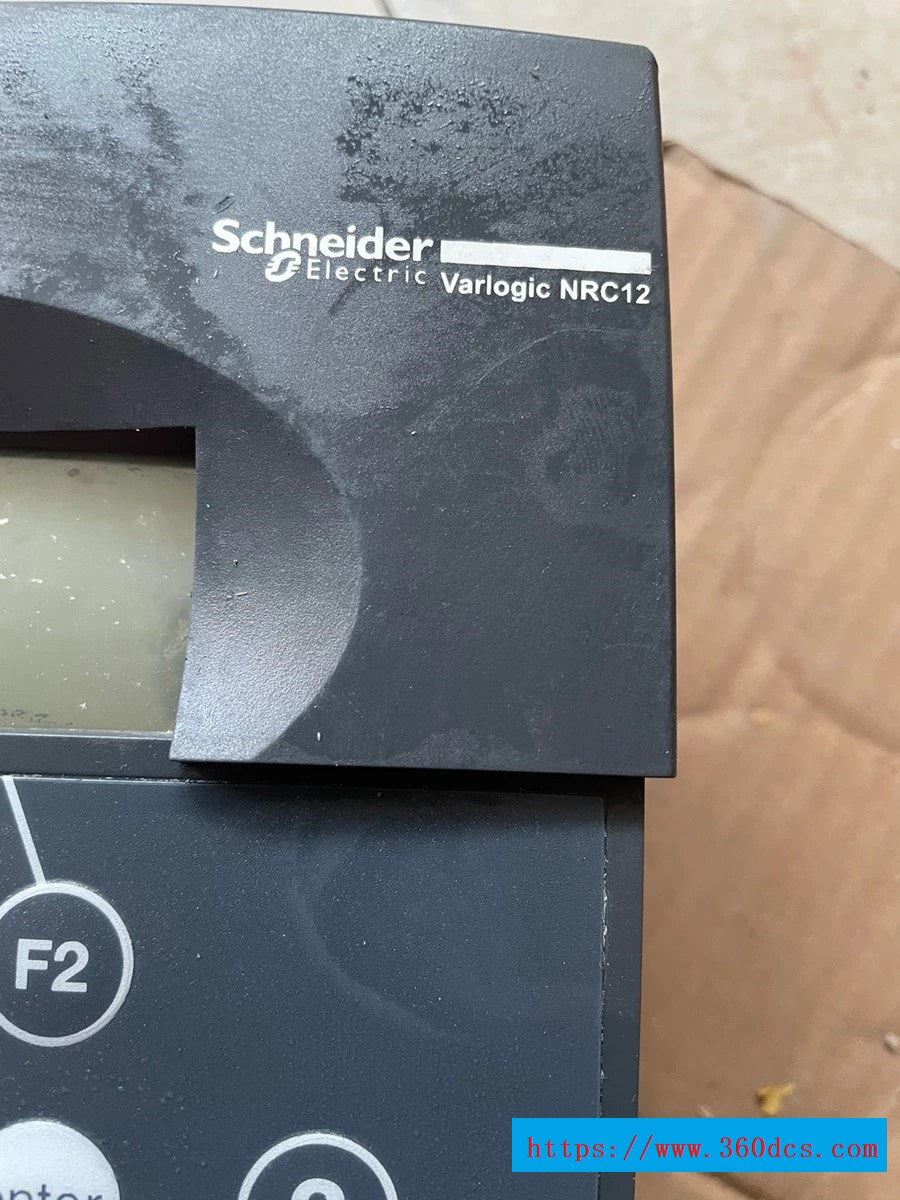 Schneider
Electric
Varlogic NRC12
F2
https://www.360dcs.com